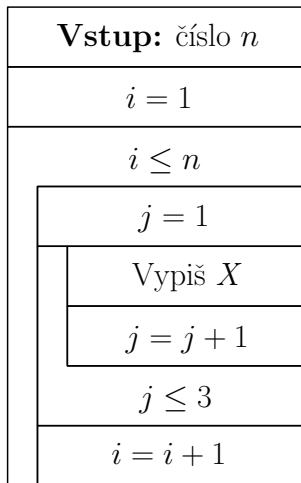 Vstup: číslo n
i = 1
i ≤ n
j = 1
Vypiš X
j = j + 1
j ≤ 3
i = i + 1